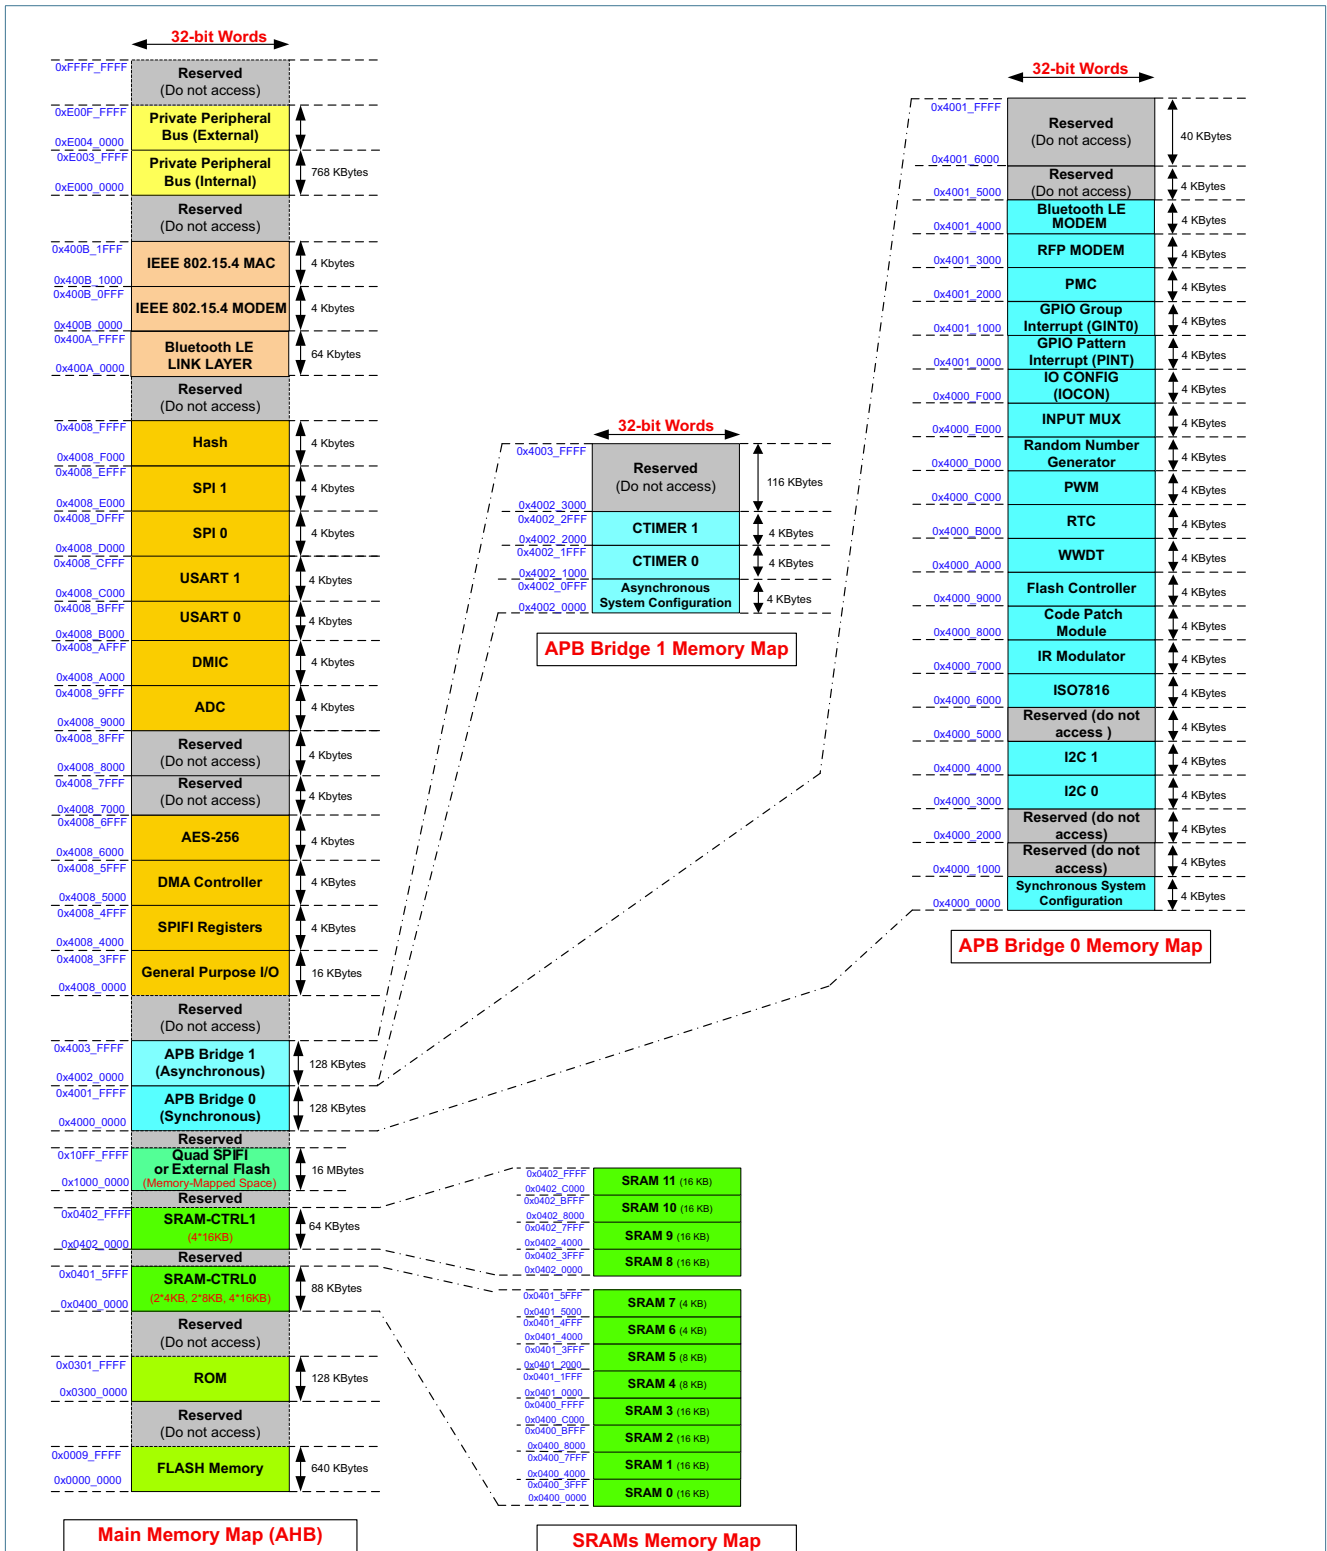 32-bit Words
0xFFFF_FFFF
Reserved
(Do not access)
0xE00F_FFFF
Private Peripheral
Bus (External)
0xE004_0000
0xE003_FFFF
Private Peripheral
Bus (Internal)
768 KBytes
0xE000_0000
Reserved
(Do not access)
0x400B_1FFF
IEEE 802.15.4 MAC
4 Kbytes
0x400B_1000
0x400B_0FFF
IEEE 802.15.4 MODEM
4 Kbytes
0x400B_0000
0x400A_FFFF
Bluetooth LE
LINK LAYER
64 Kbytes
0x400A_0000
Reserved
(Do not access)
0x4008_FFFF
Hash
4 Kbytes
0x4008_F000
0x4008_EFFF
SPI 1
4 Kbytes
0x4008_E000
0x4008_DFFF
SPI 0
4 Kbytes
0x4008_D000
0x4008_CFFF
USART 1
4 Kbytes
0x4008_C000
0x4008_BFFF
USART 0
4 Kbytes
0x4008_B000
0x4008_AFFF
DMIC
4 Kbytes
0x4008_A000
0x4008_9FFF
ADC
4 Kbytes
0x4008_9000
0x4008_8FFF
Reserved
(Do not access)
4 Kbytes
0x4008_8000
0x4008_7FFF
Reserved
(Do not access)
4 Kbytes
0x4008_7000
0x4008_6FFF
AES-256
4 KBytes
0x4008_6000
0x4008_5FFF
DMA Controller
4 KBytes
0x4008_5000
0x4008_4FFF
SPIFI Registers
4 KBytes
0x4008_4000
0x4008_3FFF
General Purpose I/O
16 KBytes
0x4008_0000
Reserved
(Do not access)
0x4003_FFFF
APB Bridge 1
(Asynchronous)
128 KBytes
0x4002_0000
0x4001_FFFF
APB Bridge 0
(Synchronous)
128 KBytes
0x4000_0000
Reserved
0x10FF_FFFF
Quad SPIFI
or External Flash
(Memory-Mapped Space)
16 MBytes
0x1000_0000
Reserved
0x0402_FFFF
SRAM-CTRL1
(4*16KB)
64 KBytes
0x0402_0000
Reserved
0x0401_5FFF
SRAM-CTRL0
(2*4KB, 2*8KB, 4*16KB)
88 KBytes
0x0400_0000
Reserved
(Do not access)
0x0301_FFFF
ROM
128 KBytes
0x0300_0000
Reserved
(Do not access)
0x0009_FFFF
FLASH Memory
640 KBytes
0x0000_0000
Main Memory Map (AHB)
32-bit Words
0x4003_FFFF
Reserved
(Do not access)
116 KBytes
0x4002_3000
0x4002_2FFF
CTIMER 1
4 KBytes
0x4002_2000
0x4002_1FFF
CTIMER 0
4 KBytes
0x4002_1000
0x4002_0FFF
Asynchronous
System Configuration
4 KBytes
0x4002_0000
APB Bridge 1 Memory Map
0x0402_FFFF
SRAM 11 (16 KB)
0x0402_C000
0x0402_BFFF
SRAM 10 (16 KB)
0x0402_8000
0x0402_7FFF
SRAM 9 (16 KB)
0x0402_4000
0x0402_3FFF
SRAM 8 (16 KB)
0x0402_0000
0x0401_5FFF
SRAM 7 (4 KB)
0x0401_5000
0x0401_4FFF
SRAM 6 (4 KB)
0x0401_4000
0x0401_3FFF
SRAM 5 (8 KB)
0x0401_2000
0x0401_1FFF
SRAM 4 (8 KB)
0x0401_0000
0x0400_FFFF
SRAM 3 (16 KB)
0x0400_C000
0x0400_BFFF
SRAM 2 (16 KB)
0x0400_8000
0x0400_7FFF
SRAM 1 (16 KB)
0x0400_4000
0x0400_3FFF
SRAM 0 (16 KB)
0x0400_0000
SRAMs Memory Map
32-bit Words
0x4001_FFFF
Reserved
(Do not access)
40 KBytes
0x4001_6000
Reserved
(Do not access)
4 KBytes
0x4001_5000
Bluetooth LE
MODEM
4 KBytes
0x4001_4000
RFP MODEM
4 KBytes
0x4001_3000
PMC
4 KBytes
0x4001_2000
GPIO Group
Interrupt (GINT0)
4 KBytes
0x4001_1000
GPIO Pattern
Interrupt (PINT)
4 KBytes
0x4001_0000
IO CONFIG
(IOCON)
4 KBytes
0x4000_F000
INPUT MUX
4 KBytes
0x4000_E000
Random Number
Generator
4 KBytes
0x4000_D000
PWM
4 KBytes
0x4000_C000
RTC
4 KBytes
0x4000_B000
WWDT
4 KBytes
0x4000_A000
Flash Controller
4 KBytes
0x4000_9000
Code Patch
Module
4 KBytes
0x4000_8000
IR Modulator
4 KBytes
0x4000_7000
ISO7816
4 KBytes
0x4000_6000
Reserved (do not
access )
4 KBytes
0x4000_5000
I2C 1
4 KBytes
0x4000_4000
I2C 0
4 KBytes
0x4000_3000
Reserved (do not
access)
4 KBytes
0x4000_2000
Reserved (do not
access)
4 KBytes
0x4000_1000
Synchronous System
Configuration
4 KBytes
0x4000_0000
APB Bridge 0 Memory Map